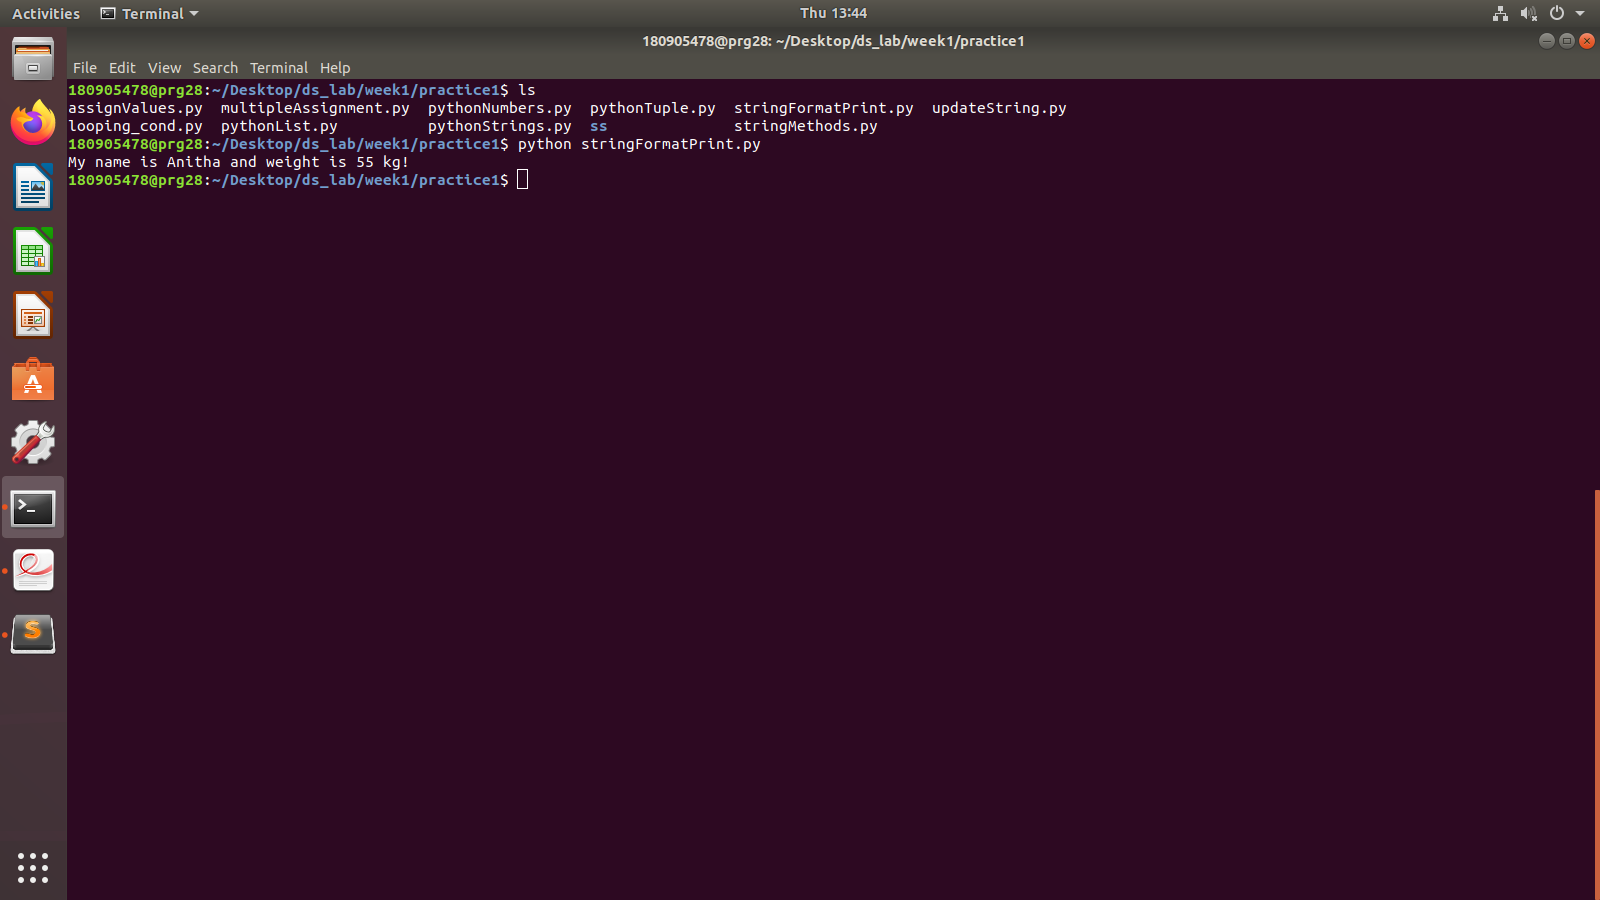 Activities Terminal Thu 13:44
180905478@prg28: ~/Desktop/ds_lab/week1/practice1
File Edit View Search Terminal Help
180905478@prg28:~/Desktop/ds_lab/week1/practice1$ ls
assignValues.py multipleAssignment.py pythonNumbers.py pythonTuple.py stringFormatPrint.py updateString.py
looping_cond.py pythonList.py pythonStrings.py ss stringMethods.py
180905478@prg28:~/Desktop/ds_lab/week1/practice1$ python stringFormatPrint.py
My name is Anitha and weight is 55 kg!
180905478@prg28:~/Desktop/ds_lab/week1/practice1$